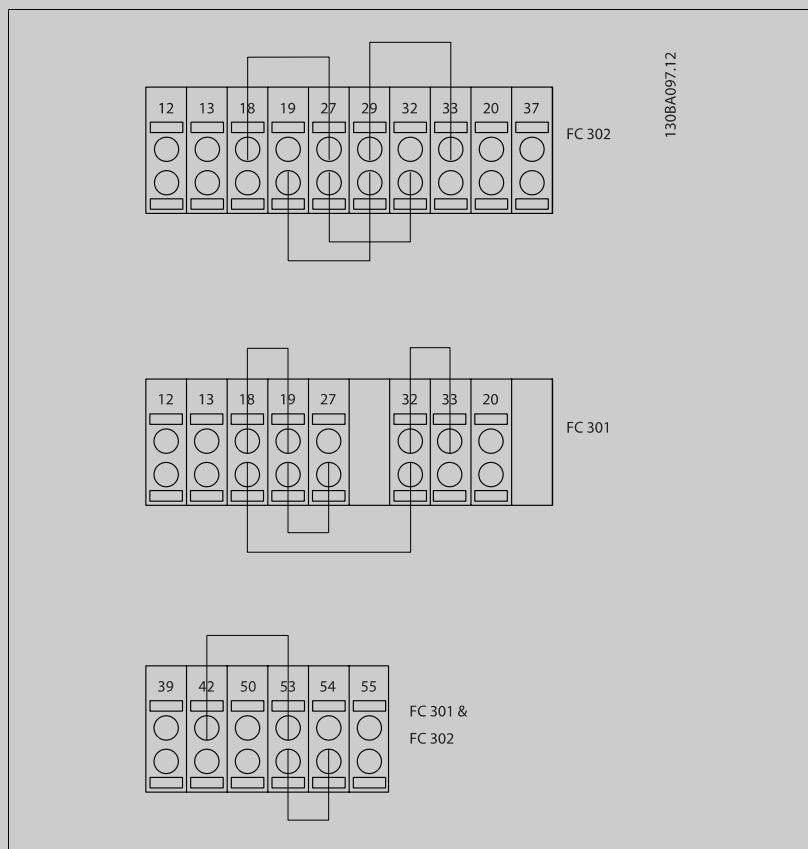 130BA097.12
12 13 18 19 27 29 32 33 20 37
FC 302
12 13 18 19 27 32 33 20
FC 301
39 42 50 53 54 55
FC 301 &
FC 302